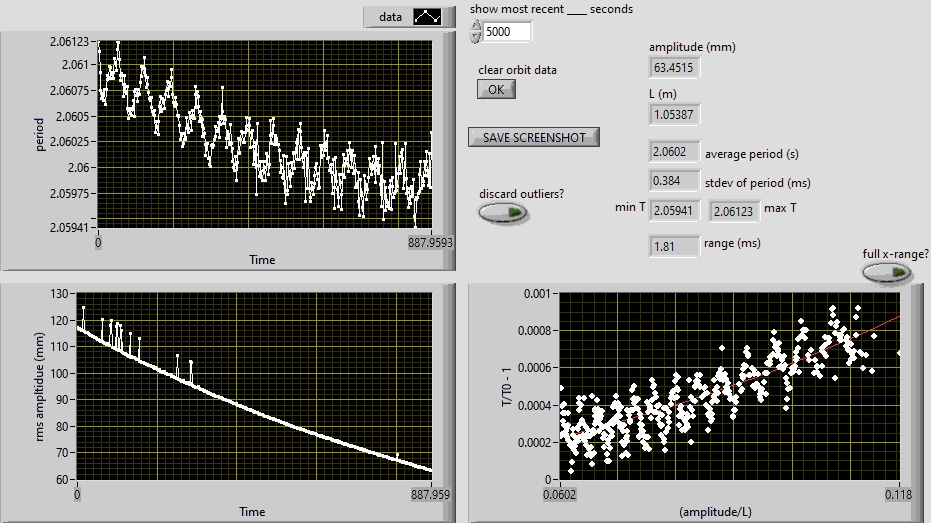 data
2.06123
2.061
2.06075
2.0605
2.06025
2.06
2.05975
2.05941
period
0
887.9593
Time
show most recent ____ seconds
5000
clear orbit data
OK
SAVE SCREENSHOT
discard outliers?
amplitude (mm)
63.4515
L (m)
1.05387
2.0602 average period (s)
0.384 stdev of period (ms)
min T 2.05941 2.06123 max T
1.81 range (ms)
full x-range?
130
120
110
100
90
80
70
60
rms ampltidue (mm)
0
887.959
Time
0.001
0.0008
0.0006
0.0004
0.0002
0
T/T0 - 1
0.0602
0.118
(amplitude/L)